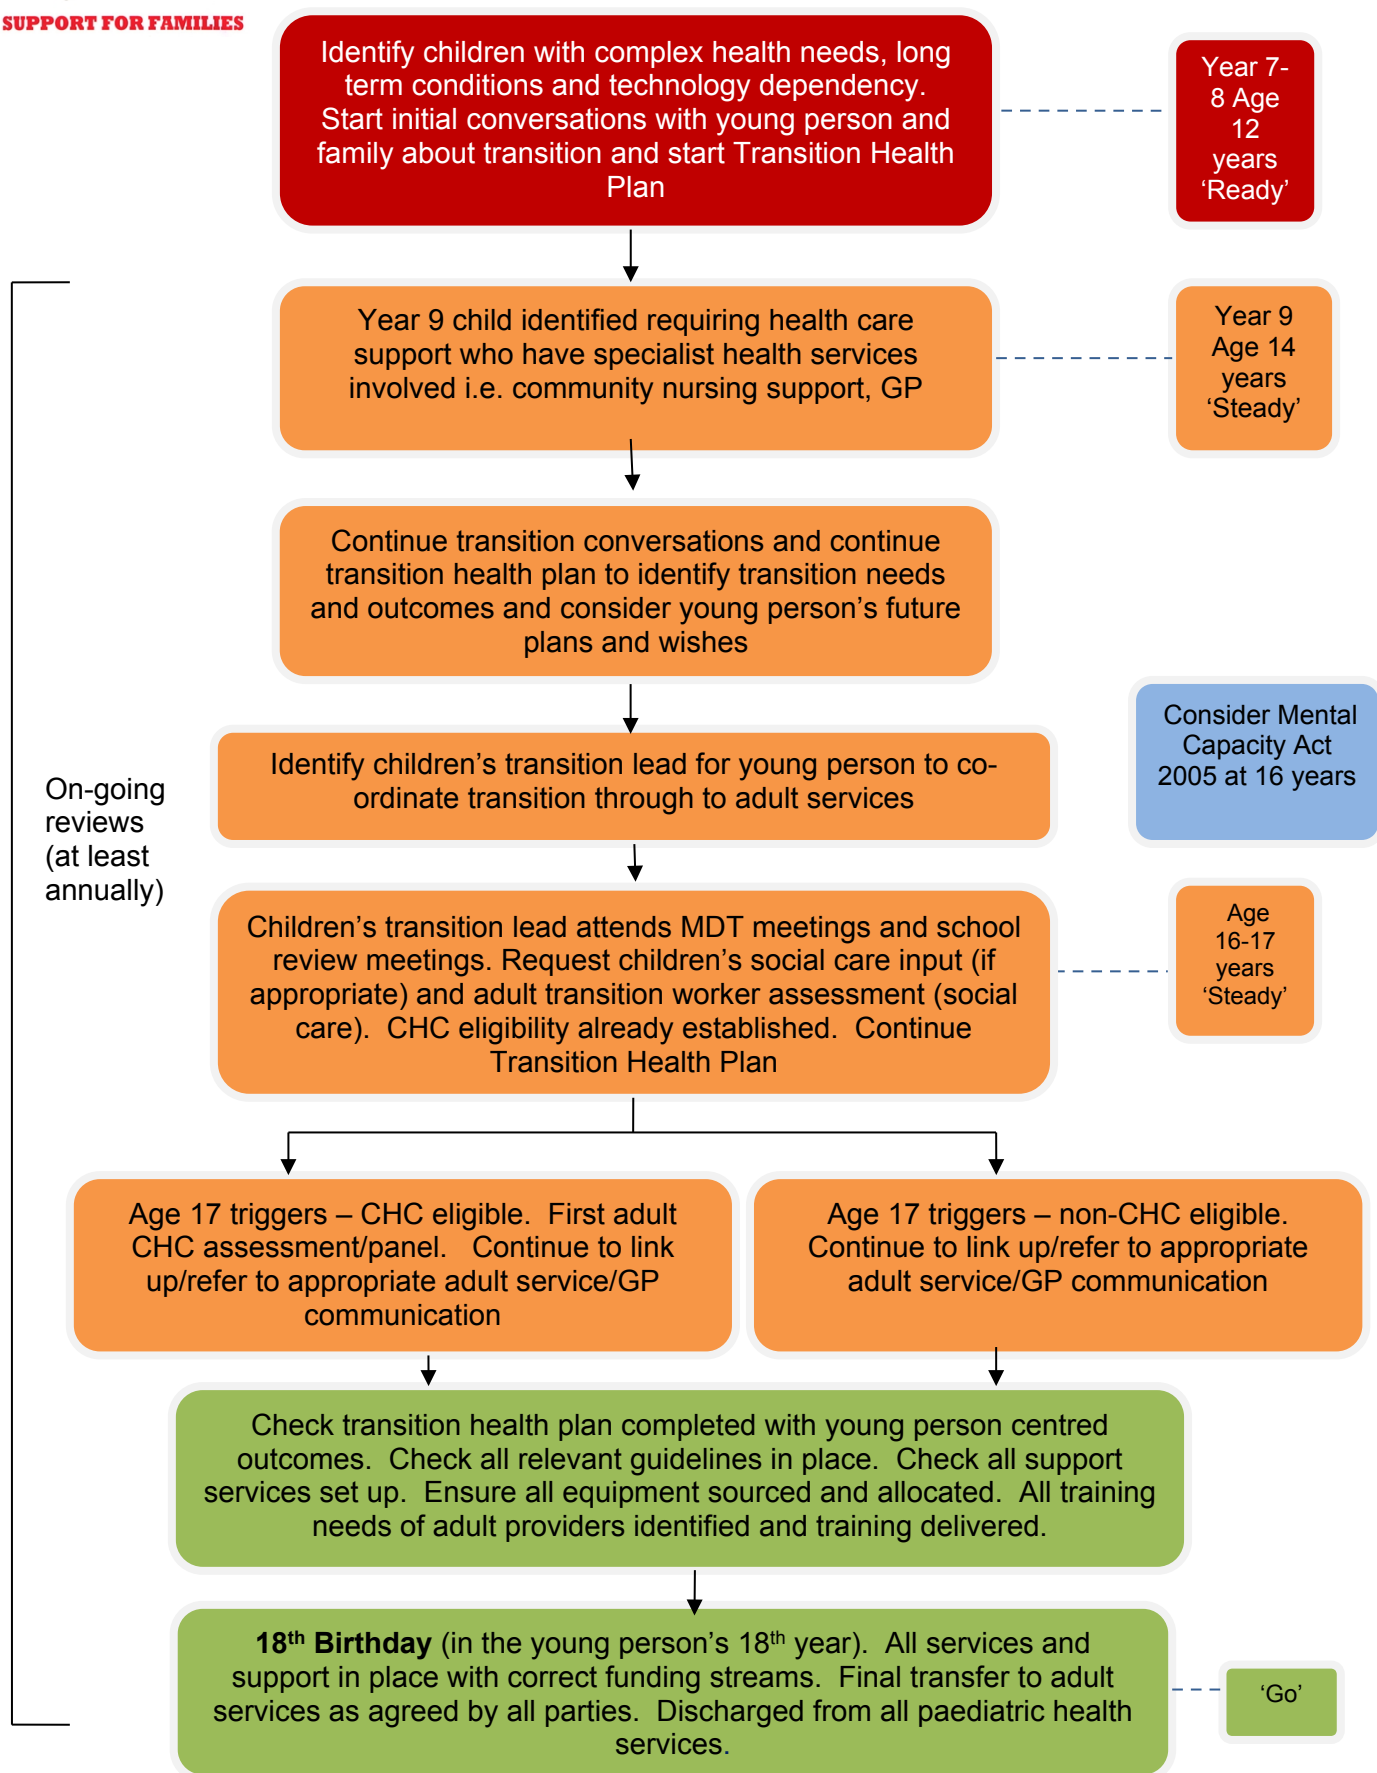 SUPPORT FOR FAMILIES
Identify children with complex health needs, long
term conditions and technology dependency.
Start initial conversations with young person and
family about transition and start Transition Health
Plan
Year 7-
8 Age
12
years
‘Ready’
Year 9 child identified requiring health care
support who have specialist health services
involved i.e. community nursing support, GP
Year 9
Age 14
years
‘Steady’
Continue transition conversations and continue
transition health plan to identify transition needs
and outcomes and consider young person’s future
plans and wishes
Consider Mental
Capacity Act
2005 at 16 years
Identify children’s transition lead for young person to co-
ordinate transition through to adult services
On-going
reviews
(at least
annually)
Children’s transition lead attends MDT meetings and school
review meetings. Request children’s social care input (if
appropriate) and adult transition worker assessment (social
care).  CHC eligibility already established.  Continue
Transition Health Plan
Age
16-17
years
‘Steady’
Age 17 triggers – CHC eligible.  First adult
CHC assessment/panel.   Continue to link
up/refer to appropriate adult service/GP
communication
Age 17 triggers – non-CHC eligible.
Continue to link up/refer to appropriate
adult service/GP communication
Check transition health plan completed with young person centred
outcomes.  Check all relevant guidelines in place.  Check all support
services set up.  Ensure all equipment sourced and allocated.  All training
needs of adult providers identified and training delivered.
18th Birthday (in the young person’s 18th year).  All services and
support in place with correct funding streams.  Final transfer to adult
services as agreed by all parties.  Discharged from all paediatric health
services.
‘Go’